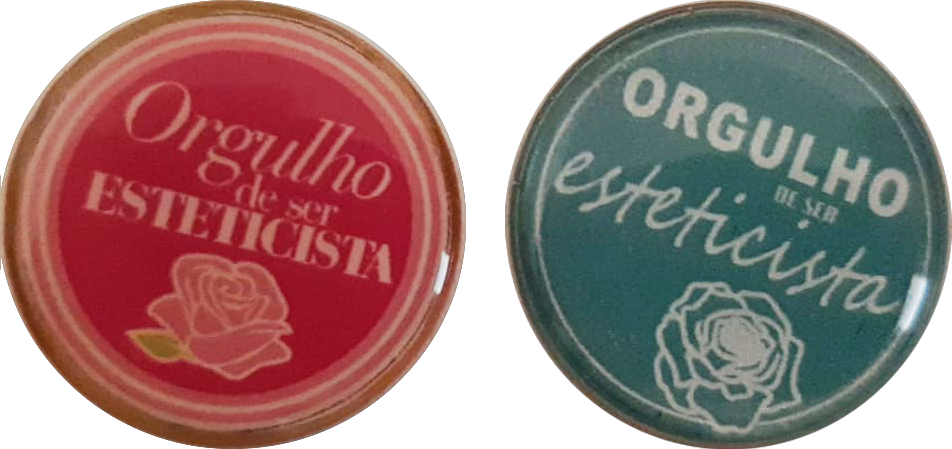 Orgulho
de ser
ESTETICISTA
ORGULHO
DE SER
esteticista